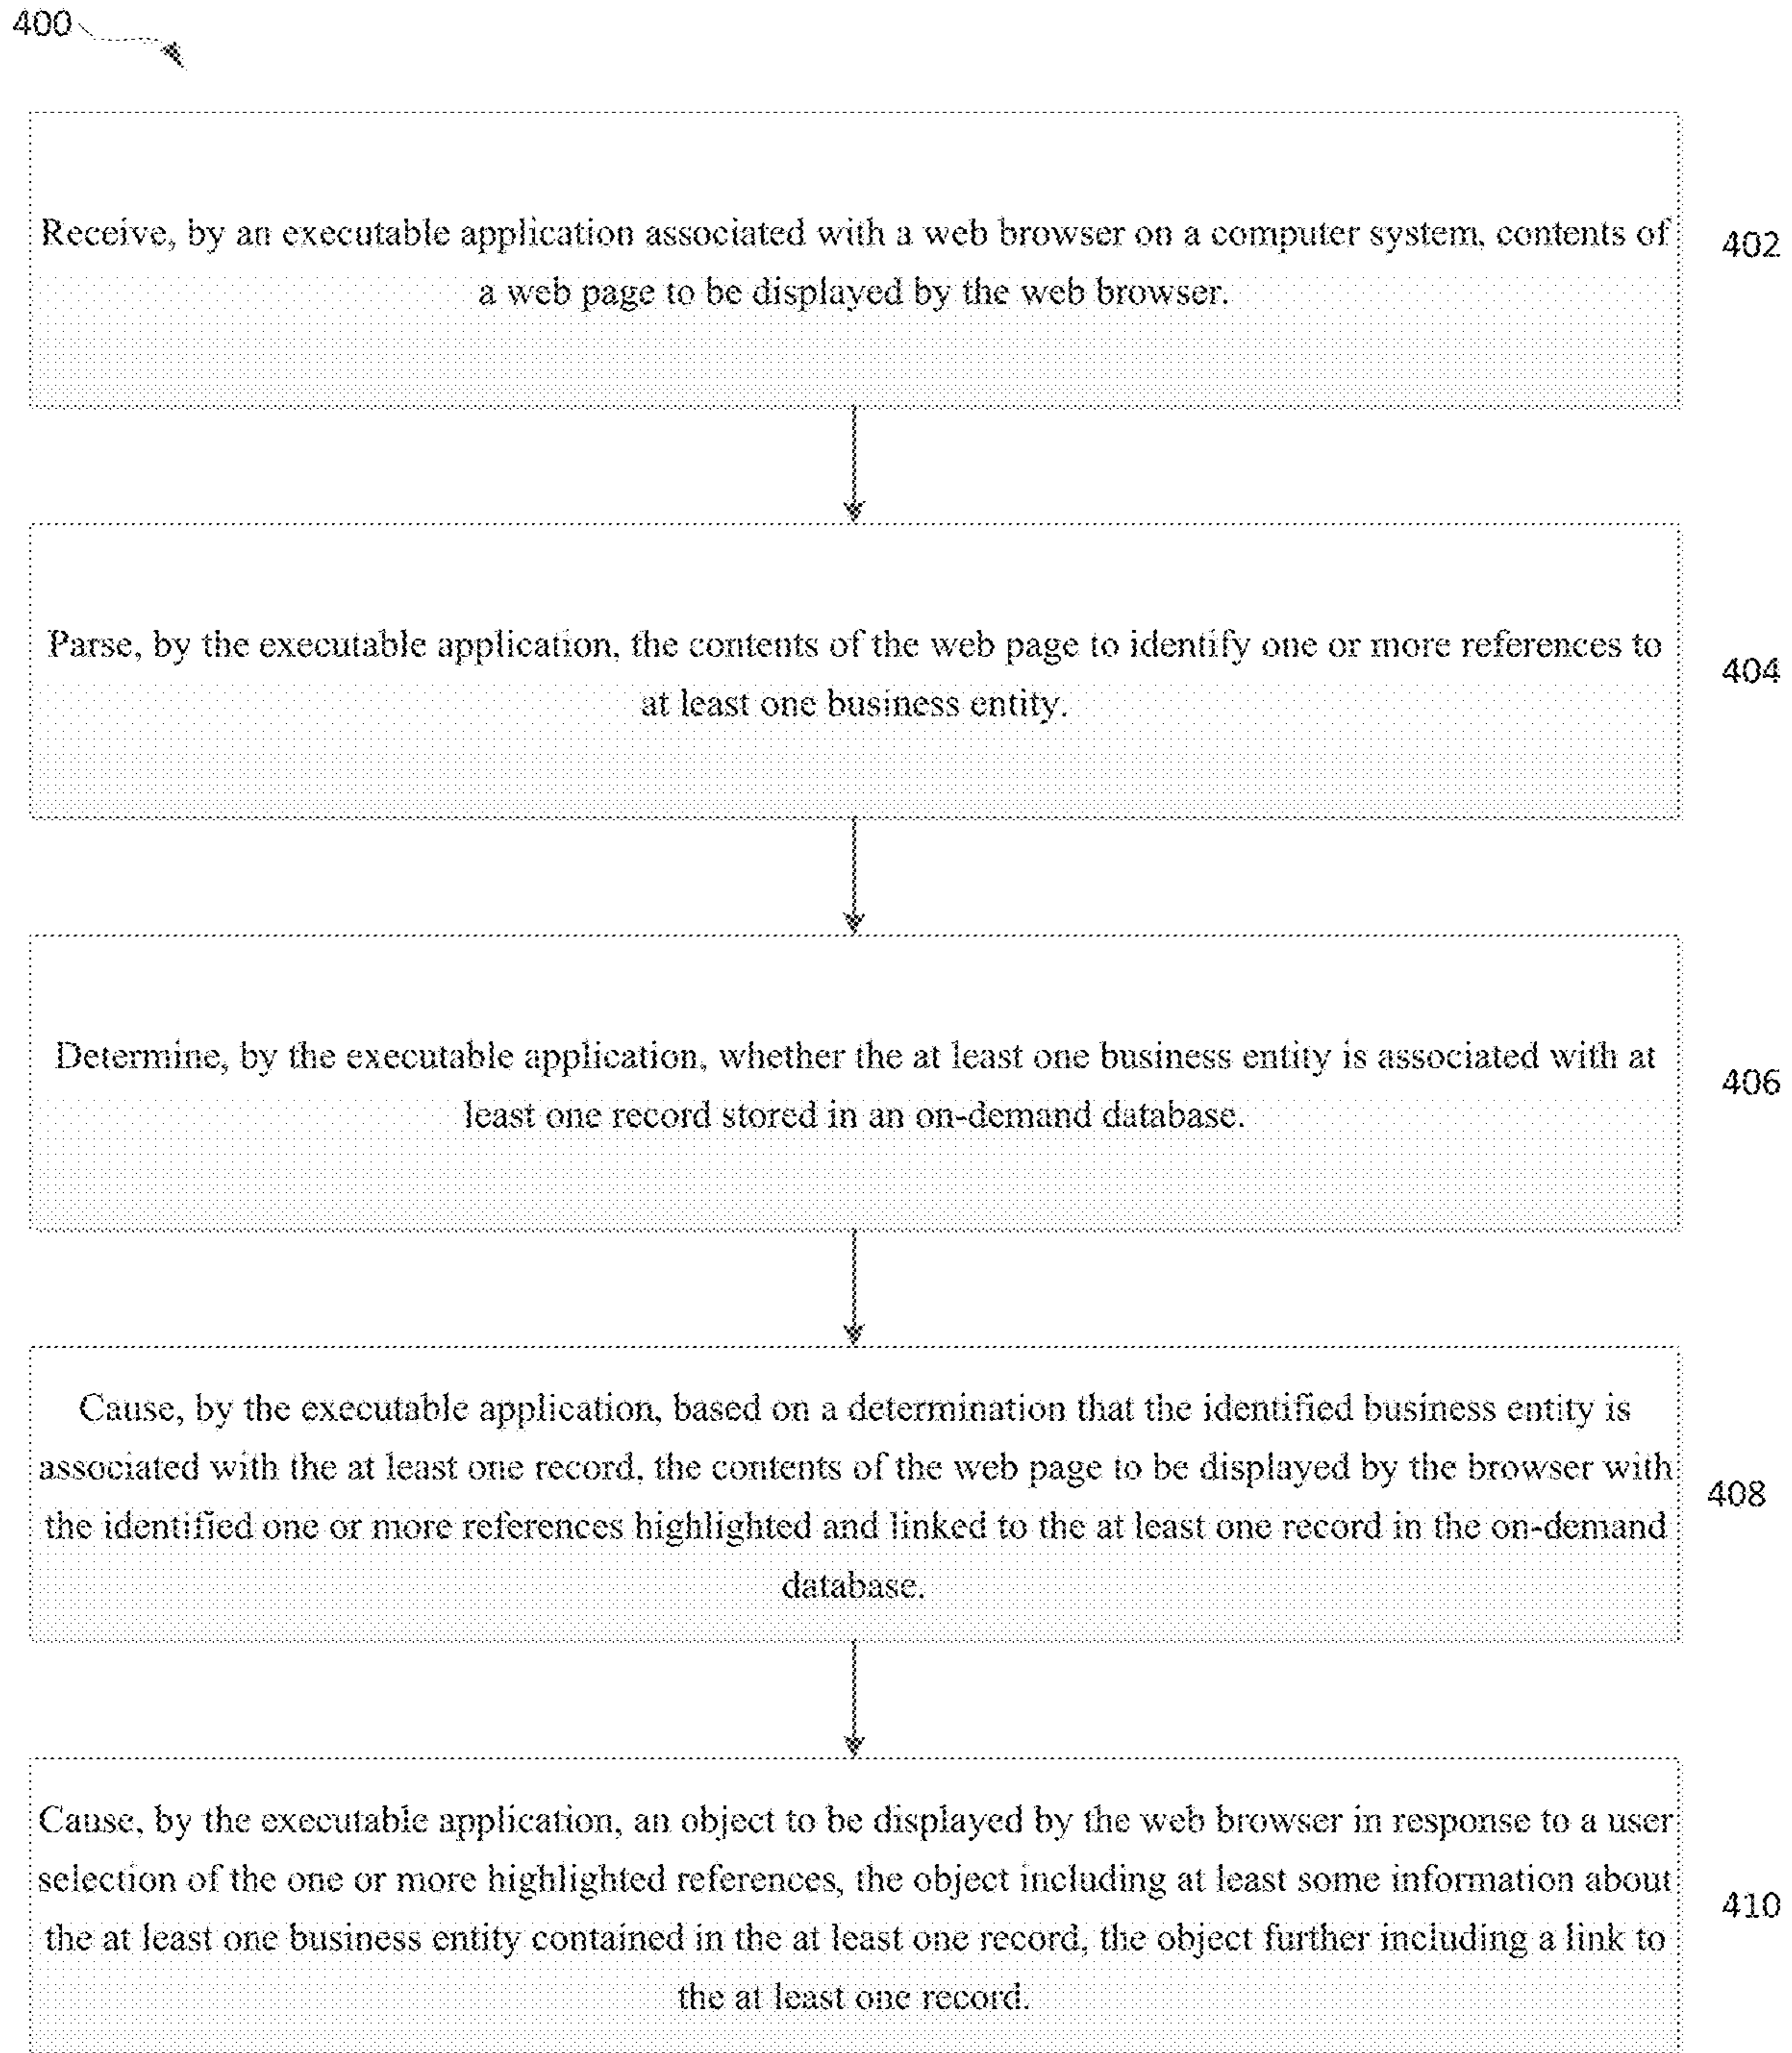 400
Receive, by an executable application associated with a web browser on a computer system, contents of
a web page to be displayed by the web browser.
402
Parse, by the executable application, the contents of the web page to identify one or more references to
at least one business entity.
404
Determine, by the executable application, whether the at least one business entity is associated with at
least one record stored in an on-demand database.
406
Cause, by the executable application, based on a determination that the identified business entity is
associated with the at least one record, the contents of the web page to be displayed by the browser with
the identified one or more references highlighted and linked to the at least one record in the on-demand
database.
408
Cause, by the executable application, an object to be displayed by the web browser in response to a user
selection of the one or more highlighted references, the object including at least some information about
the at least one business entity contained in the at least one record, the object further including a link to
the at least one record.
410